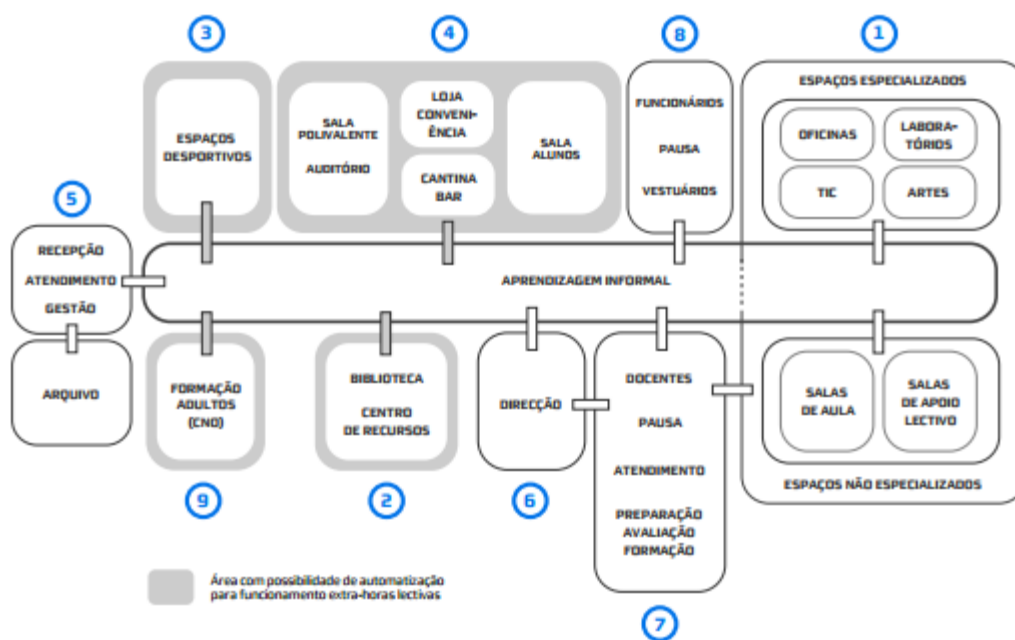 3
4
8
1
ESPAÇOS
DESPORTIVOS
SALA
POLIVALENTE
AUDITÓRIO
LOJA
CONVENI-
ÊNCIA
CANTINA
BAR
SALA
ALUNOS
FUNCIONÁRIOS
PAUSA
VESTUÁRIOS
ESPAÇOS ESPECIALIZADOS
OFICINAS
LABORA-
TÓRIOS
TIC
ARTES
5
RECEPÇÃO
ATENDIMENTO
GESTÃO
ARQUIVO
APRENDIZAGEM INFORMAL
FORMAÇÃO
ADULTOS
(CNO)
BIBLIOTECA
CENTRO
DE RECURSOS
DIRECÇÃO
DOCENTES
PAUSA
ATENDIMENTO
PREPARAÇÃO
AVALIAÇÃO
FORMAÇÃO
SALAS
DE AULA
SALAS
DE APOIO
LECTIVO
ESPAÇOS NÃO ESPECIALIZADOS
9
2
6
7
Área com possibilidade de automatização
para funcionamento extra-horas lectivas